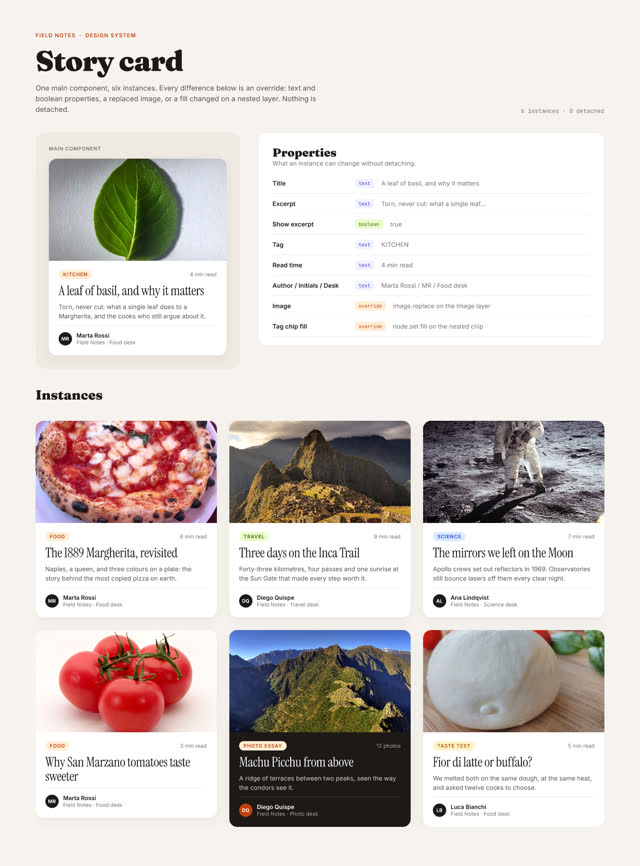 FIELD NOTES · DESIGN SYSTEM
Story card
One main component, six instances. Every difference below is an override: text and
boolean properties, a replaced image, or a fill changed on a nested layer. Nothing is
detached.
6 instances · 0 detached
MAIN COMPONENT
KITCHEN
4 min read
A leaf of basil, and why it matters
Torn, never cut: what a single leaf does to a
Margherita, and the cooks who still argue about it.
MR
Marta Rossi
Field Notes · Food desk
Properties
What an instance can change without detaching.
Title text A leaf of basil, and why it matters
Excerpt text Torn, never cut: what a single leaf...
Show excerpt boolean true
Tag text KITCHEN
Read time text 4 min read
Author / Initials / Desk text Marta Rossi / MR / Food desk
Image override image.replace on the Image layer
Tag chip fill override node.set fill on the nested chip
Instances
FOOD
6 min read
The 1889 Margherita, revisited
Naples, a queen, and three colours on a plate: the
story behind the most copied pizza on earth.
MR
Marta Rossi
Field Notes · Food desk
TRAVEL
9 min read
Three days on the Inca Trail
Forty-three kilometres, four passes and one sunrise at
the Sun Gate that made every step worth it.
DQ
Diego Quispe
Field Notes · Travel desk
SCIENCE
7 min read
The mirrors we left on the Moon
Apollo crews set out reflectors in 1969. Observatories
still bounce lasers off them every clear night.
AL
Ana Lindqvist
Field Notes · Science desk
FOOD
3 min read
Why San Marzano tomatoes taste
sweeter
MR
Marta Rossi
Field Notes · Food desk
PHOTO ESSAY
12 photos
Machu Picchu from above
A ridge of terraces between two peaks, seen the way
the condors see it.
DQ
Diego Quispe
Field Notes · Photo desk
TASTE TEST
5 min read
Fior di latte or buffalo?
We melted both on the same dough, at the same heat,
and asked twelve cooks to choose.
LB
Luca Bianchi
Field Notes · Food desk